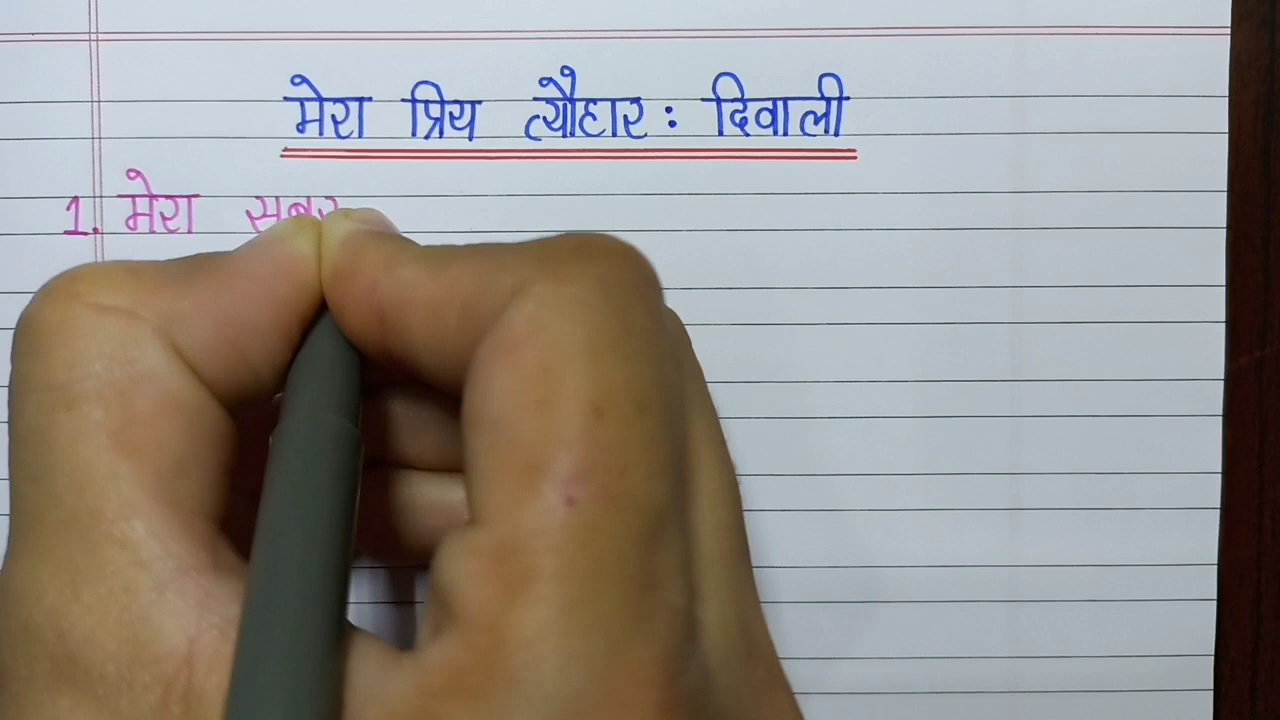 मेरा प्रिय त्यौहार : दिवाली
1. मेरा